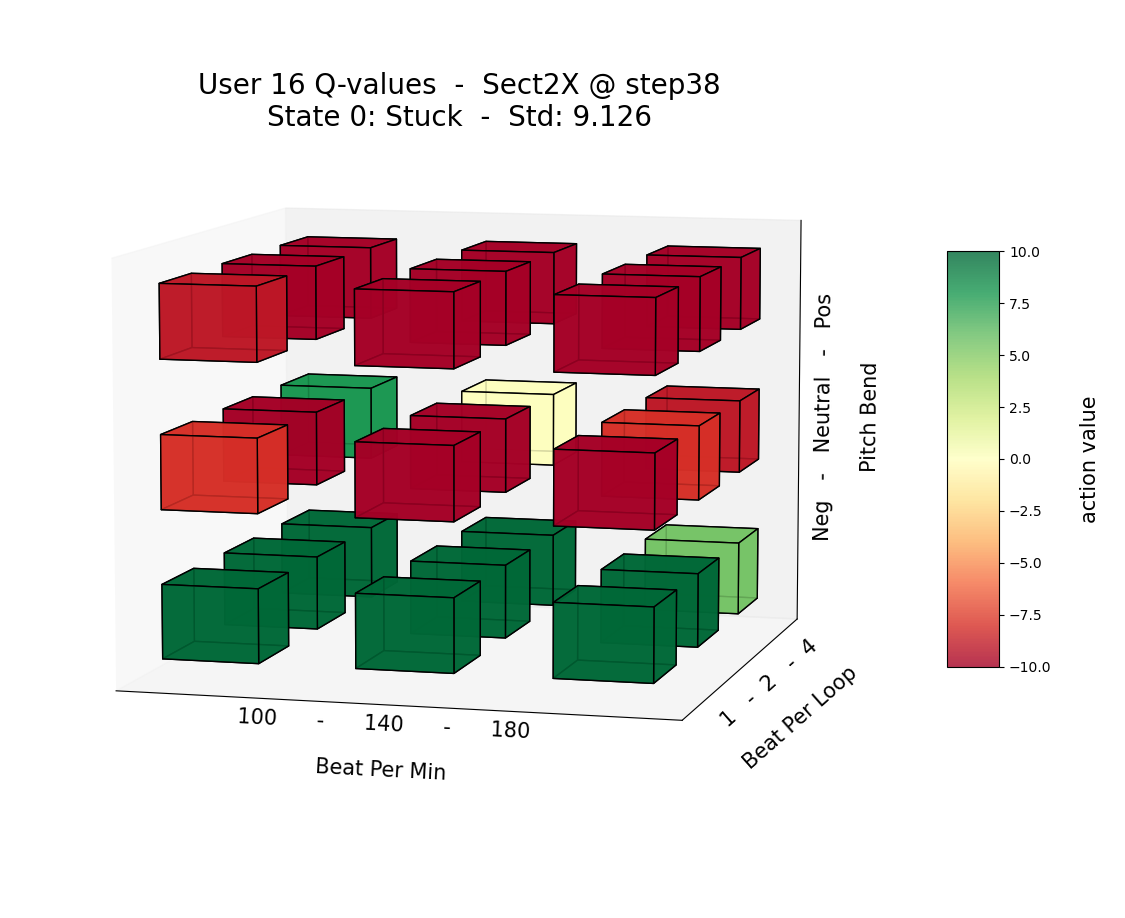 User 16 Q-values  -  Sect2X @ step38
State 0: Stuck  -  Std: 9.126
Neg  -  Neutral  -  Pos
Pitch Bend
1  -  2  -  4
Beat Per Loop
100  -  140  -  180
Beat Per Min
10.0
7.5
5.0
2.5
0.0
−2.5
−5.0
−7.5
−10.0
action value